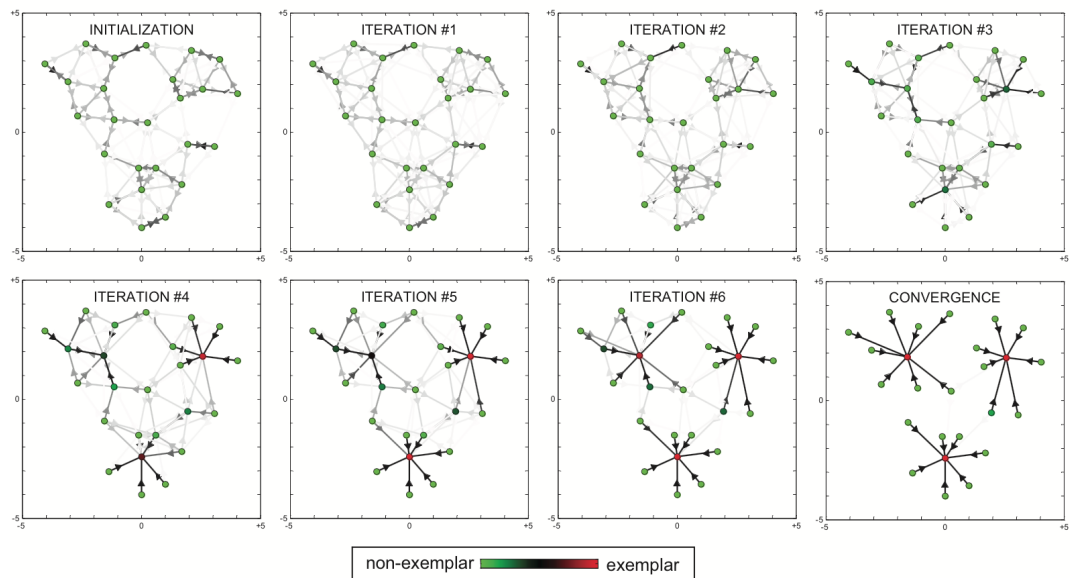 INITIALIZATION
ITERATION #1
ITERATION #2
ITERATION #3
+5
+5
+5
+5
0
0
0
0
-5
-5
-5
-5
-5 0 +5
-5 0 +5
-5 0 +5
-5 0 +5
ITERATION #4
ITERATION #5
ITERATION #6
CONVERGENCE
+5
+5
+5
+5
0
0
0
0
-5
-5
-5
-5
-5 0 +5
-5 0 +5
-5 0 +5
-5 0 +5
non-exemplar exemplar